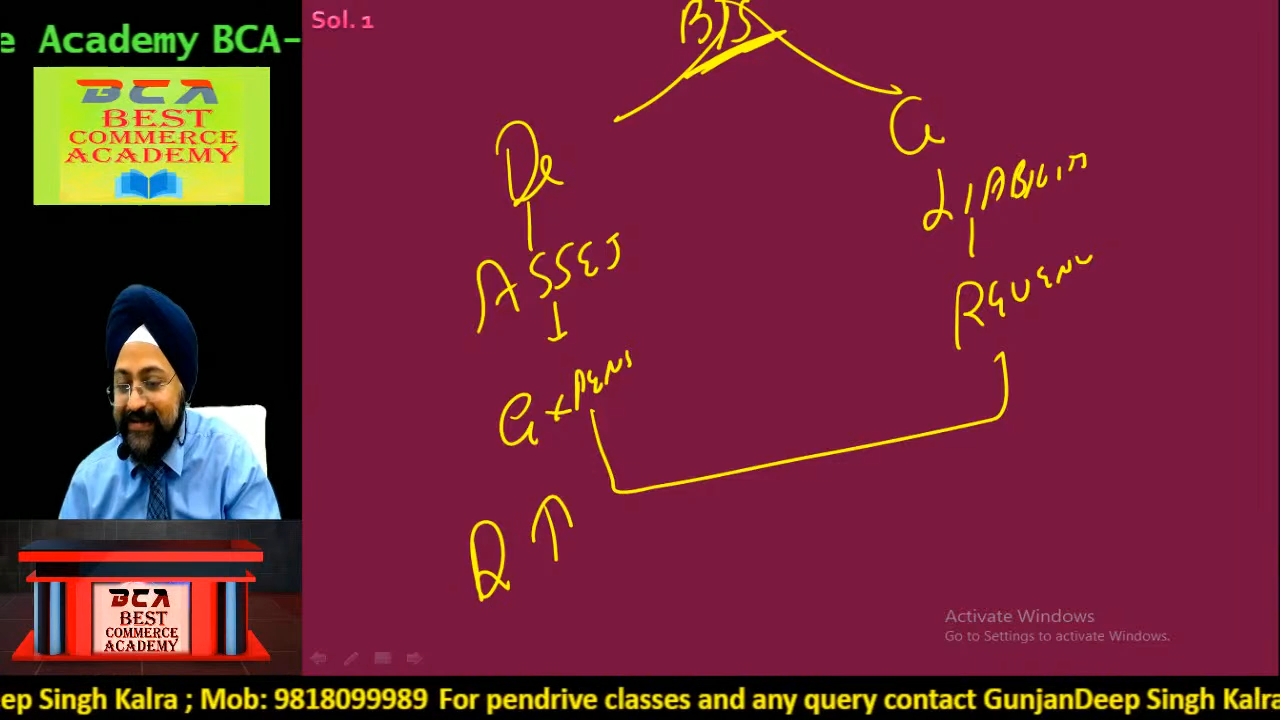 e Academy BCA-
BCA
BEST
COMMERCE
ACADEMY
Sol. 1
B/S
Dr
Cr
ASSET
LIABILITY
REVENU
EXPENS
R ↑
BCA
BEST
COMMERCE
ACADEMY
Activate Windows
Go to Settings to activate Windows.
eep Singh Kalra ; Mob: 9818099989 For pendrive classes and any query contact GunjanDeep Singh Kalra